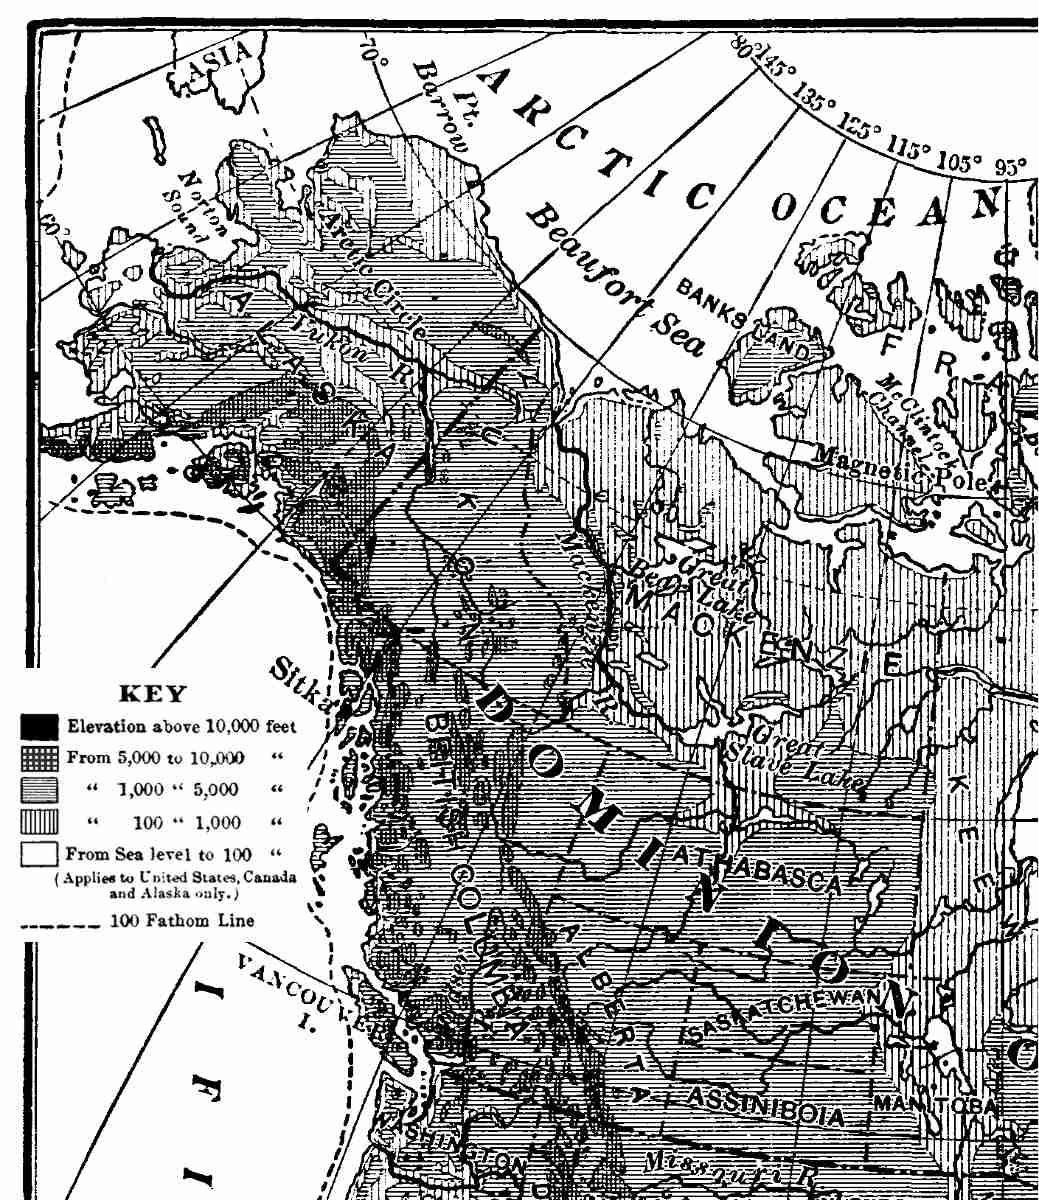 ASIA
70°
80°
145°
135°
125°
115°
105°
95°
Pt.
Barrow
ARCTIC OCEAN
Norton
Sound
60°
Arctic Circle
Beaufort Sea
BANKS LAND
ALASKA
Yukon R.
FR
McClintock
Channel
Magnetic Pole
YUKON
Mackenzie R.
Great
Bear Lake
MACKENZIE
Sitka
KEY
Elevation above 10,000 feet
From 5,000 to 10,000 “
“ 1,000 “ 5,000 “
“ 100 “ 1,000 “
From Sea level to 100 “
(Applies to United States, Canada
and Alaska only.)
100 Fathom Line
DOMINION O
BRITISH COLUMBIA
Great
Slave Lake
KEEW
ATHABASCA
ALBERTA
Fraser
VANCOUVER
I.
SASKATCHEWAN
ASSINIBOIA
MANITOBA
SHINGTON
Missouri R.
I
F
I